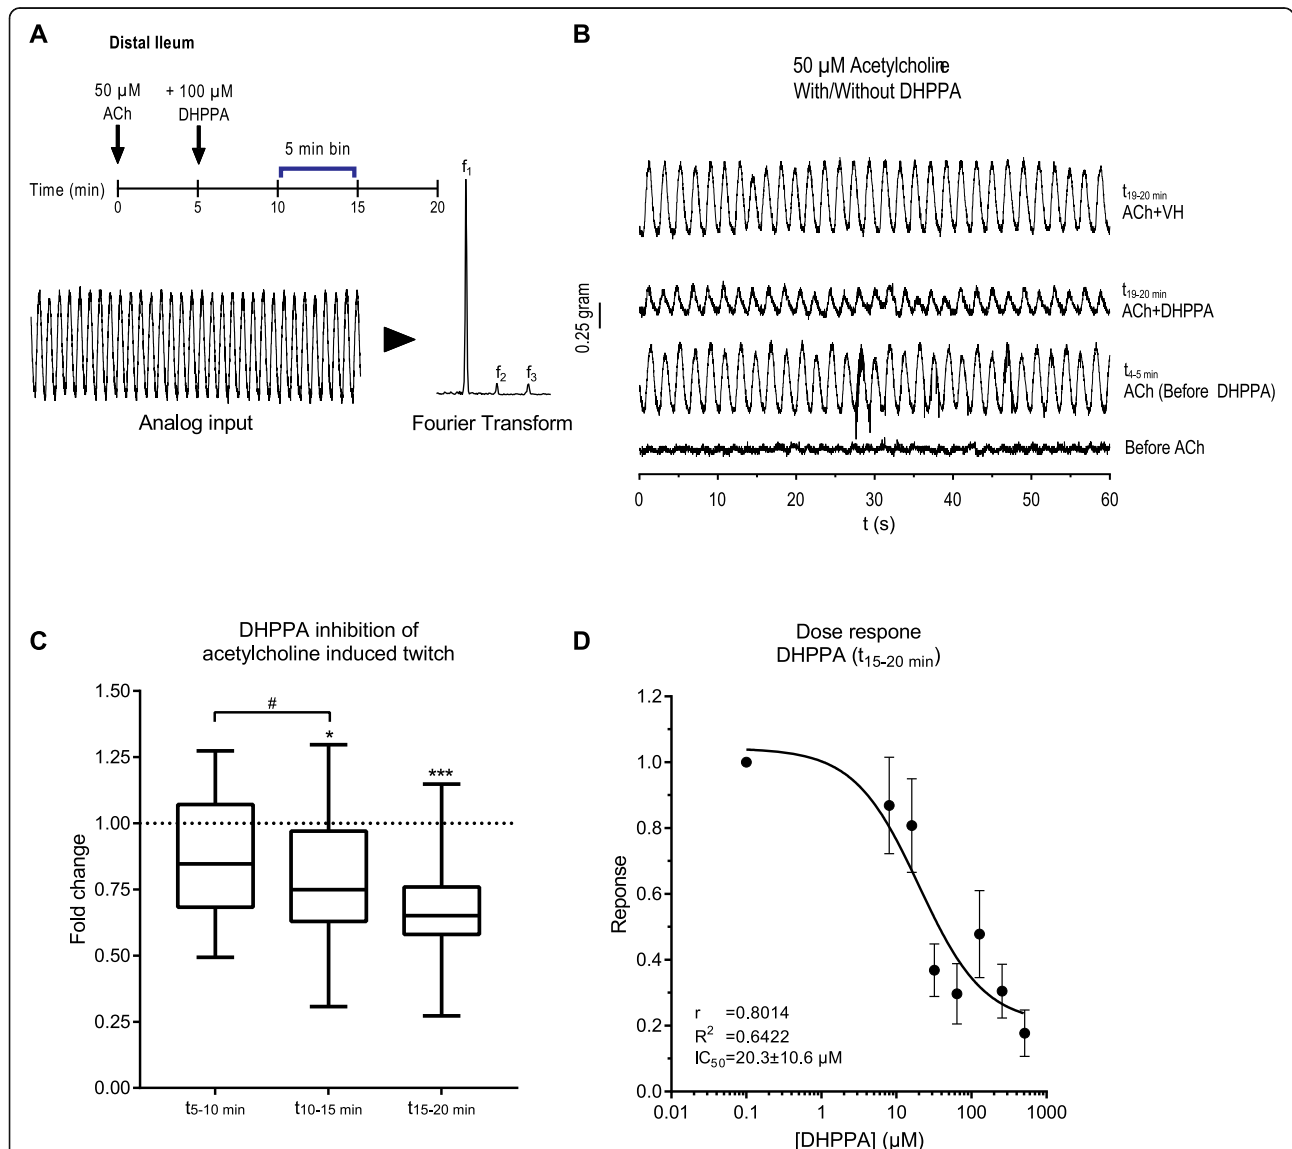 A
Distal Ileum
50 µM
ACh
+ 100 µM
DHPPA
5 min bin
Time (min)
0
5
10
15
20
f1
f2
f3
Analog input
Fourier Transform
B
50 µM Acetylcholine
With/Without DHPPA
t19-20 min
ACh+VH
t19-20 min
ACh+DHPPA
0.25 gram
t4-5 min
ACh (Before DHPPA)
Before ACh
0
10
20
30
40
50
60
t (s)
C
DHPPA inhibition of
acetylcholine induced twitch
1.50
1.25
1.00
0.75
0.50
0.25
0.00
Fold change
#
*
***
t5-10 min
t10-15 min
t15-20 min
D
Dose respone
DHPPA (t15-20 min)
1.2
1.0
0.8
0.6
0.4
0.2
0.0
Reponse
r =0.8014
R2 =0.6422
IC50=20.3±10.6 µM
0.01
0.1
1
10
100
1000
[DHPPA] (µM)